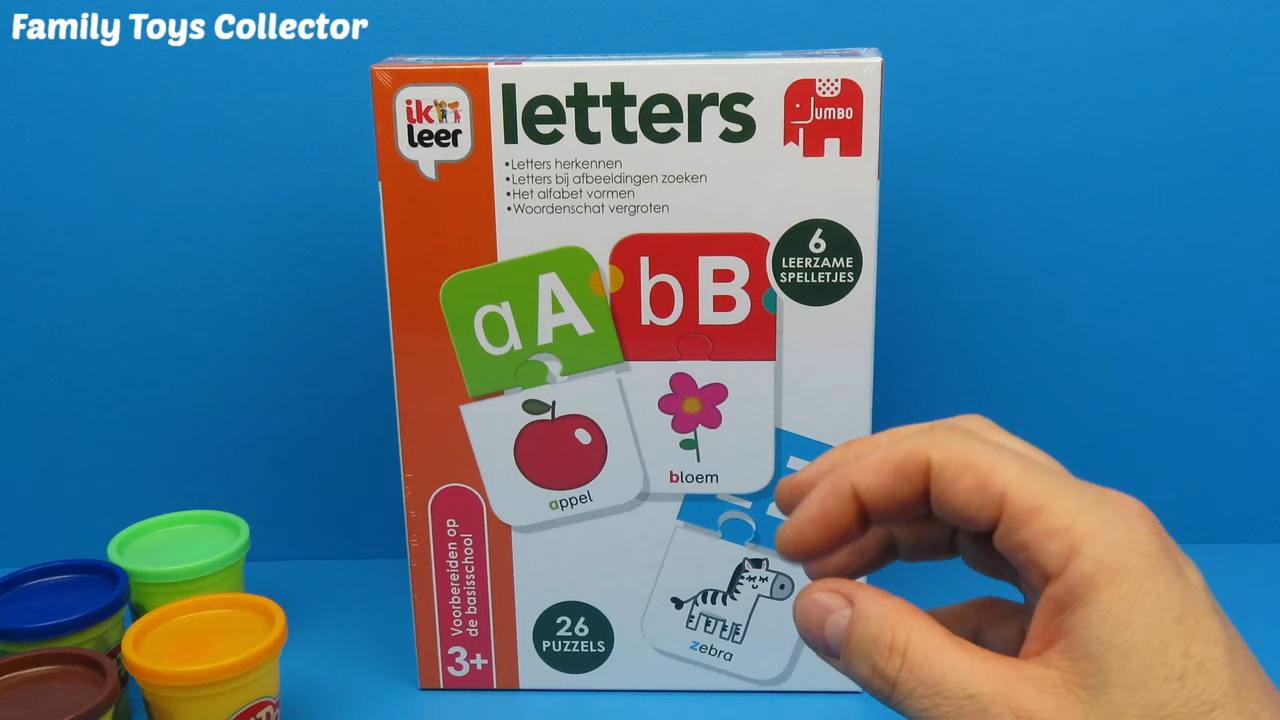 Family Toys Collector
ik
leer
letters
JUMBO
•Letters herkennen
•Letters bij afbeeldingen zoeken
•Het alfabet vormen
•Woordenschat vergroten
6
LEERZAME
SPELLETJES
aA
bB
appel
bloem
zebra
Voorbereiden op
de basisschool
3+
26
PUZZELS